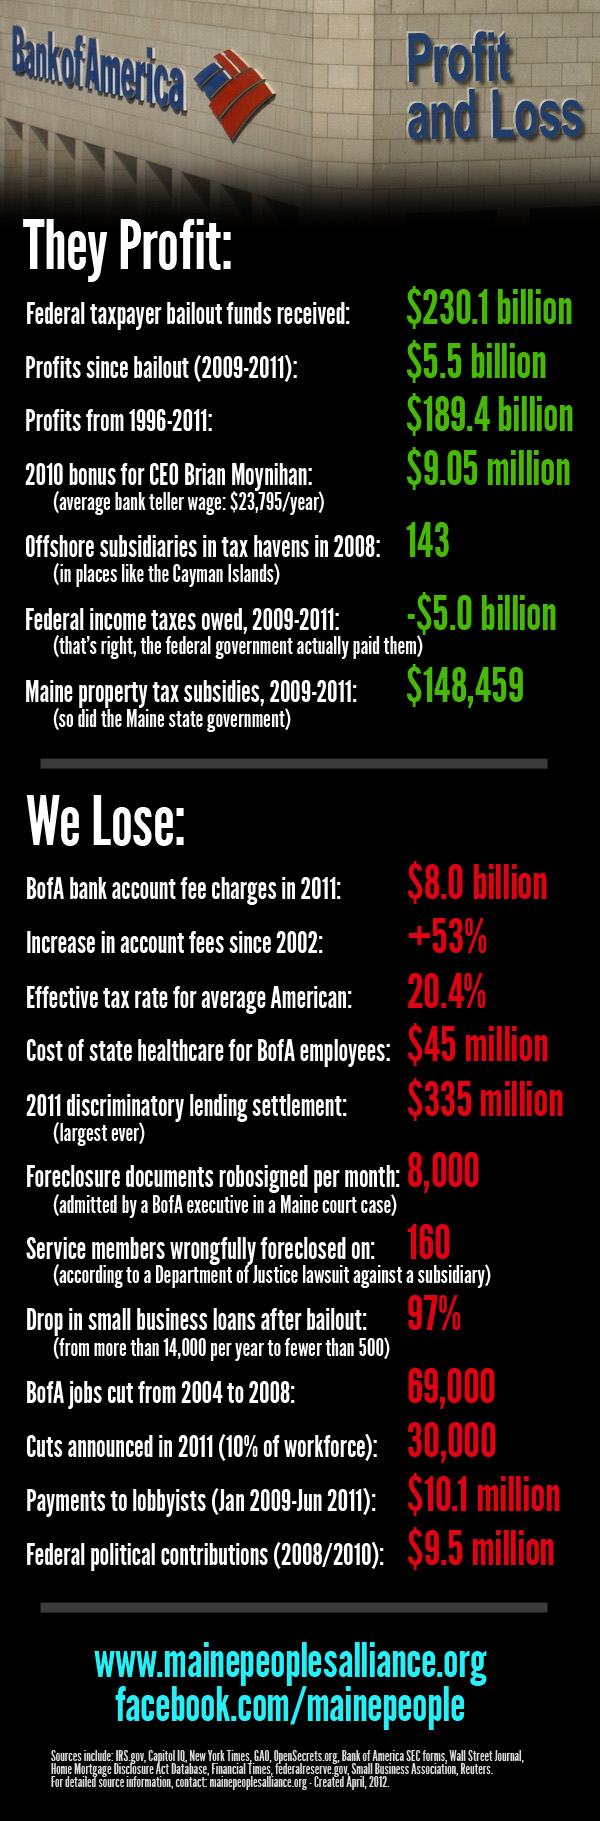 Bank of America
Profit
and Loss
They Profit:
Federal taxpayer bailout funds received: $230.1 billion
Profits since bailout (2009-2011): $5.5 billion
Profits from 1996-2011: $189.4 billion
2010 bonus for CEO Brian Moynihan: $9.05 million
(average bank teller wage: $23,795/year)
Offshore subsidiaries in tax havens in 2008: 143
(in places like the Cayman Islands)
Federal income taxes owed, 2009-2011: -$5.0 billion
(that's right, the federal government actually paid them)
Maine property tax subsidies, 2009-2011: $148,459
(so did the Maine state government)
We Lose:
BofA bank account fee charges in 2011: $8.0 billion
Increase in account fees since 2002: +53%
Effective tax rate for average American: 20.4%
Cost of state healthcare for BofA employees: $45 million
2011 discriminatory lending settlement: $335 million
(largest ever)
Foreclosure documents robosigned per month: 8,000
(admitted by a BofA executive in a Maine court case)
Service members wrongfully foreclosed on: 160
(according to a Department of Justice lawsuit against a subsidiary)
Drop in small business loans after bailout: 97%
(from more than 14,000 per year to fewer than 500)
BofA jobs cut from 2004 to 2008: 69,000
Cuts announced in 2011 (10% of workforce): 30,000
Payments to lobbyists (Jan 2009-Jun 2011): $10.1 million
Federal political contributions (2008/2010): $9.5 million
www.mainepeoplesalliance.org
facebook.com/mainepeople
Sources include: IRS.gov, Capitol IQ, New York Times, GAO, OpenSecrets.org, Bank of America SEC forms, Wall Street Journal,
Home Mortgage Disclosure Act Database, Financial Times, federalreserve.gov, Small Business Association, Reuters.
For detailed source information, contact: mainepeoplesalliance.org - Created April, 2012.